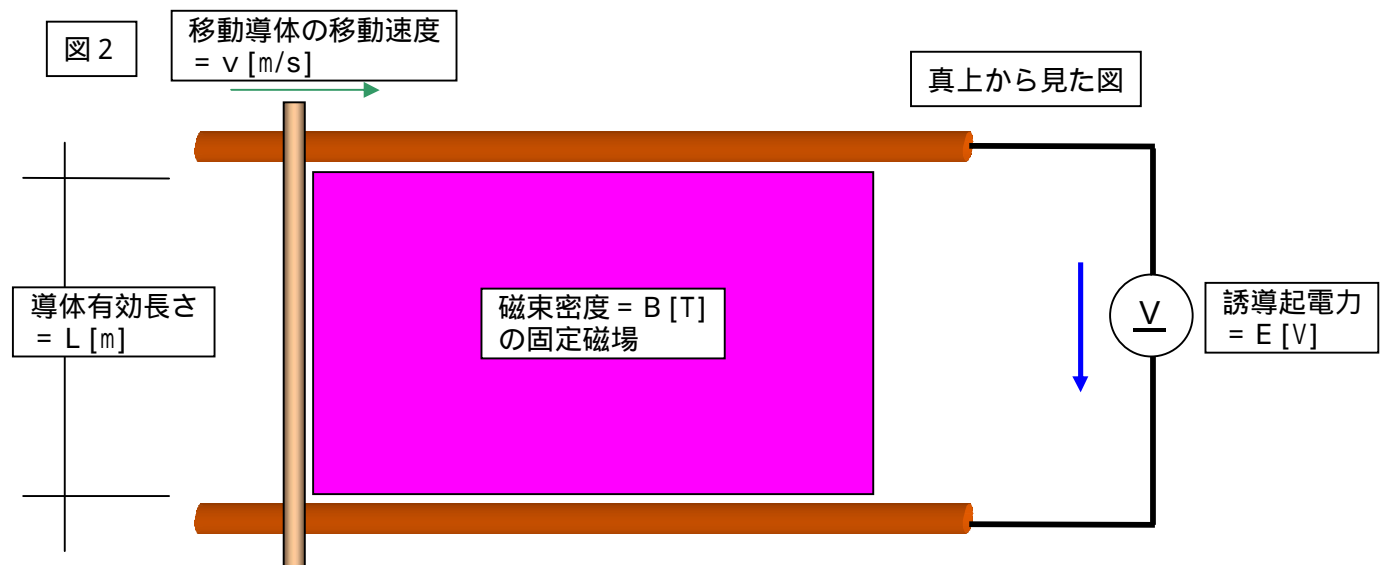 図2
移動導体の移動速度
= v [m/s]
真上から見た図
導体有効長さ
= L [m]
磁束密度 = B [T]
の固定磁場
V
誘導起電力
= E [V]